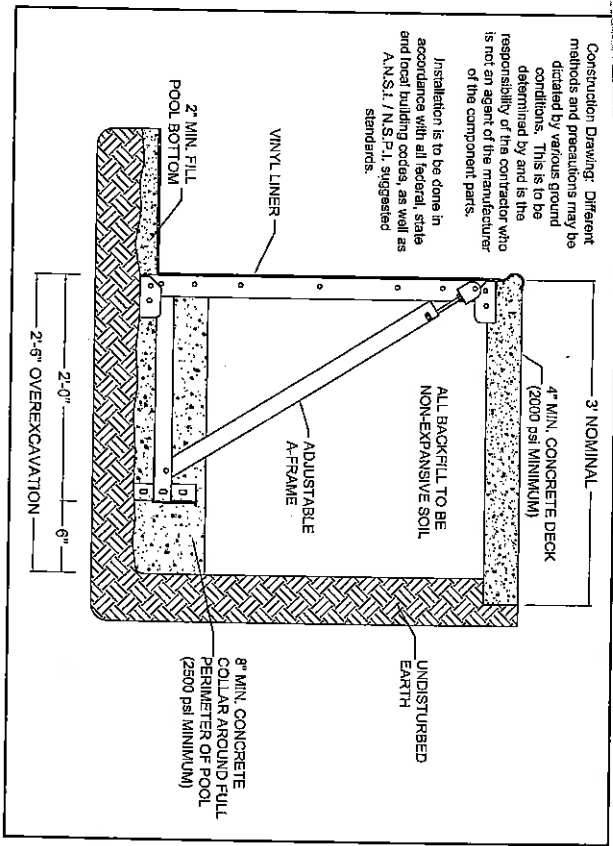 Construction Drawing: Different
methods and precautions may be
dictated by various ground
conditions. This is to be
determined by and is the
responsibility of the contractor who
is not an agent of the manufacturer
of the component parts.
Installation is to be done in
accordance with all federal, state
and local building codes, as well as
A.N.S.I. / N.S.P.I. suggested
standards.
3' NOMINAL
4" MIN. CONCRETE DECK
(2000 psi MINIMUM)
VINYL LINER
ALL BACKFILL TO BE
NON-EXPANSIVE SOIL
UNDISTURBED
EARTH
2" MIN. FILL
POOL BOTTOM
ADJUSTABLE
A-FRAME
8" MIN. CONCRETE
COLLAR AROUND FULL
PERIMETER OF POOL
(2500 psi MINIMUM)
2'-0"
6"
2'-6" OVEREXCAVATION